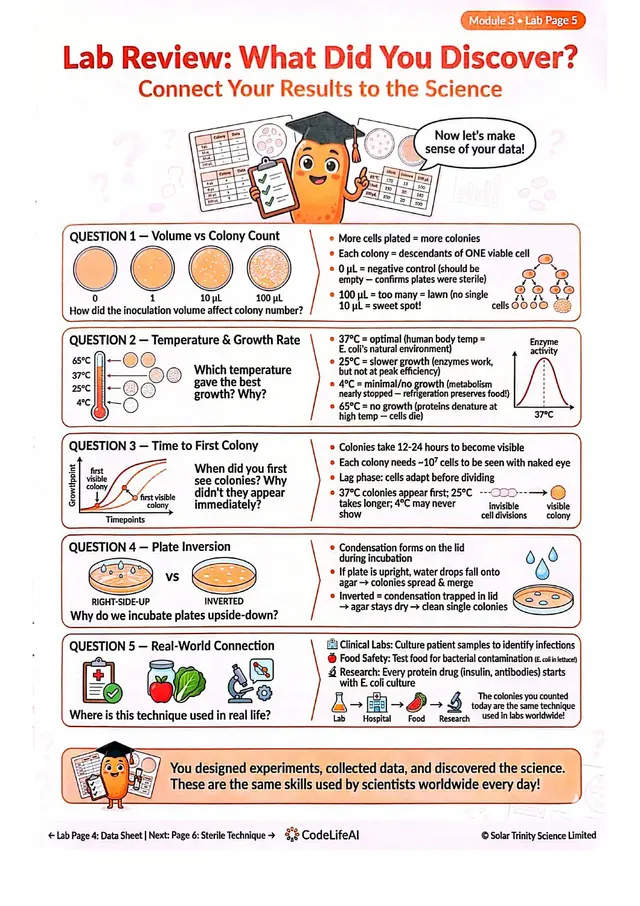 Module 3 • Lab Page 5
Lab Review: What Did You Discover?
Connect Your Results to the Science
Now let's make
sense of your data!
QUESTION 1 — Volume vs Colony Count
0
1
10 µL
100 µL
How did the inoculation volume affect colony number?
• More cells plated = more colonies
• Each colony = descendants of ONE viable cell
• 0 µL = negative control (should be
empty — confirms plates were sterile)
• 100 µL = too many = lawn (no single
10 µL = sweet spot!
cells
QUESTION 2 — Temperature & Growth Rate
65°C
37°C
25°C
4°C
Which temperature
gave the best
growth? Why?
• 37°C = optimal (human body temp =
E. coli's natural environment)
• 25°C = slower growth (enzymes work,
but not at peak efficiency)
• 4°C = minimal/no growth (metabolism
nearly stopped — refrigeration preserves food!)
• 65°C = no growth (proteins denature at
high temp — cells die)
Enzyme
activity
37°C
QUESTION 3 — Time to First Colony
Growthpoint
first
visible
colony
first visible
colony
Timepoints
When did you first
see colonies? Why
didn't they appear
immediately?
• Colonies take 12-24 hours to become visible
• Each colony needs ~10⁷ cells to be seen with naked eye
• Lag phase: cells adapt before dividing
• 37°C colonies appear first; 25°C
takes longer; 4°C may never
show
invisible
cell divisions
visible
colony
QUESTION 4 — Plate Inversion
RIGHT-SIDE-UP
VS
INVERTED
Why do we incubate plates upside-down?
• Condensation forms on the lid
during incubation
• If plate is upright, water drops fall onto
agar → colonies spread & merge
• Inverted = condensation trapped in lid
→ agar stays dry → clean single colonies
QUESTION 5 — Real-World Connection
Where is this technique used in real life?
Clinical Labs: Culture patient samples to identify infections
Food Safety: Test food for bacterial contamination (E. coli in lettuce!)
Research: Every protein drug (insulin, antibodies) starts
with E. coli culture
Lab → Hospital → Food → Research
The colonies you counted
today are the same technique
used in labs worldwide!
You designed experiments, collected data, and discovered the science.
These are the same skills used by scientists worldwide every day!
← Lab Page 4: Data Sheet | Next: Page 6: Sterile Technique →
CodeLifeAI
© Solar Trinity Science Limited